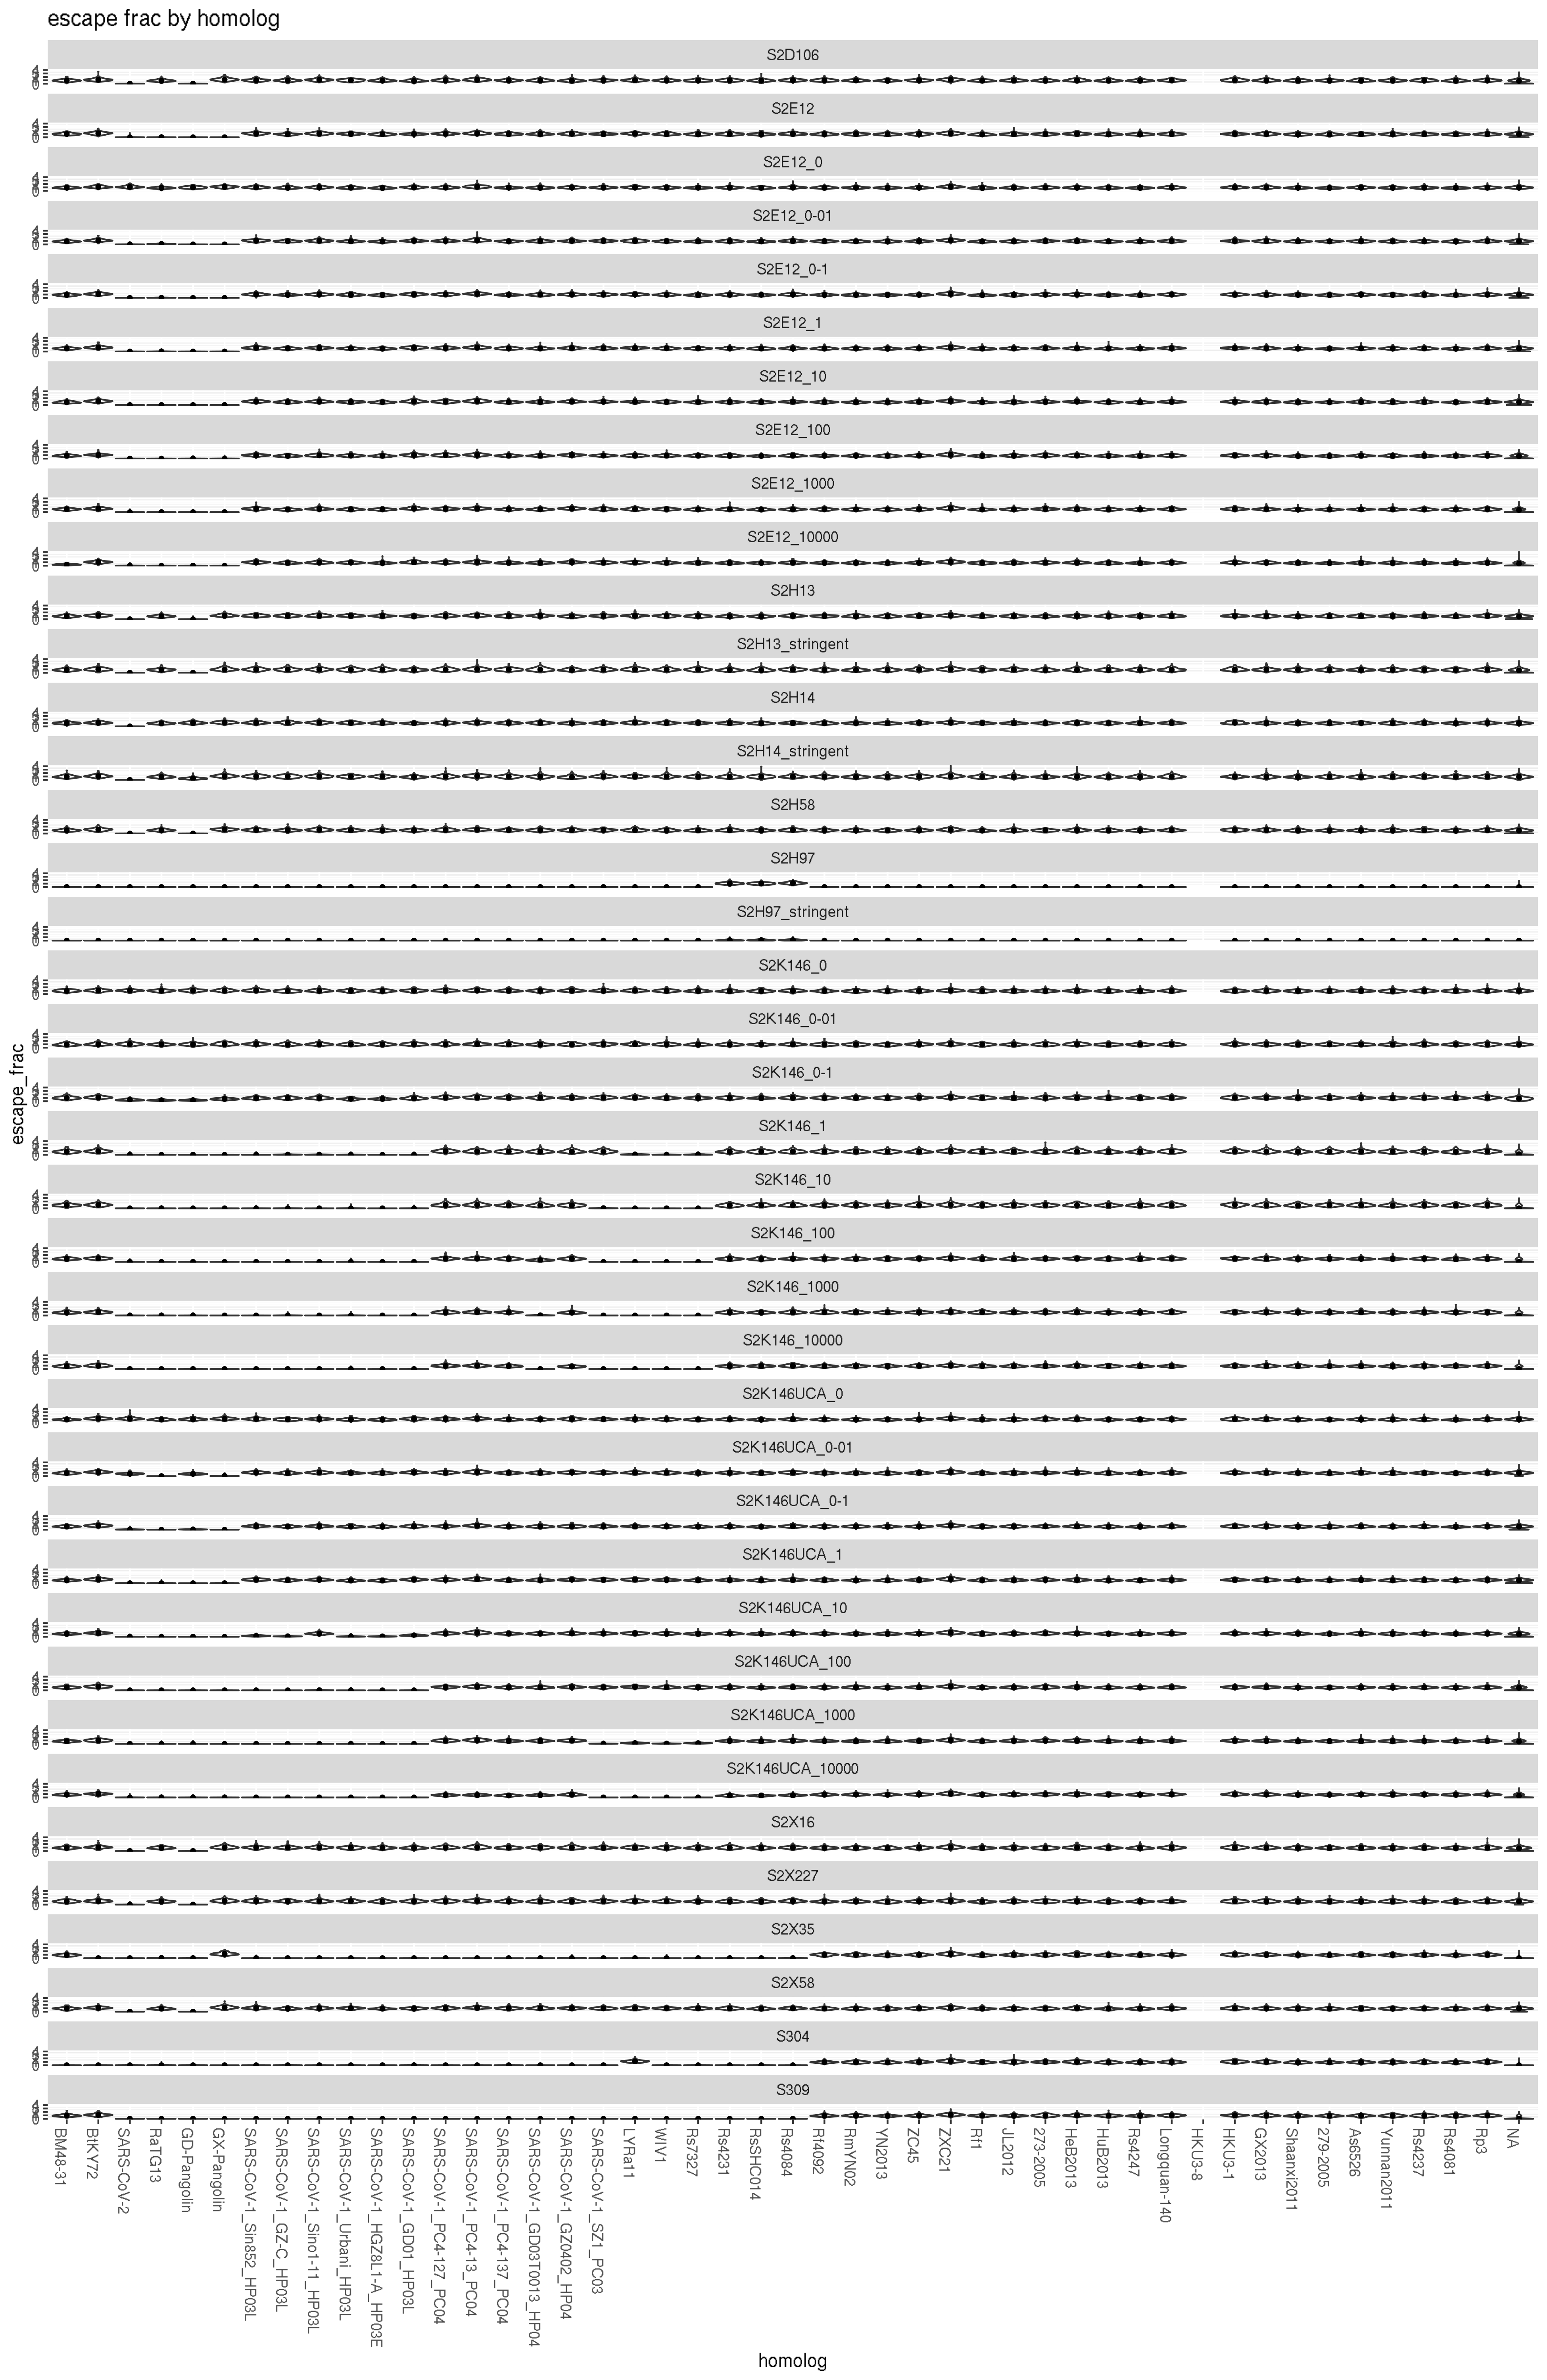 escape frac by homolog
S2D106
S2E12
S2E12_0
S2E12_0-01
S2E12_0-1
S2E12_1
S2E12_10
S2E12_100
S2E12_1000
S2E12_10000
S2H13
S2H13_stringent
S2H14
S2H14_stringent
S2H58
S2H97
S2H97_stringent
S2K146_0
S2K146_0-01
S2K146_0-1
S2K146_1
S2K146_10
S2K146_100
S2K146_1000
S2K146_10000
S2K146UCA_0
S2K146UCA_0-01
S2K146UCA_0-1
S2K146UCA_1
S2K146UCA_10
S2K146UCA_100
S2K146UCA_1000
S2K146UCA_10000
S2X16
S2X227
S2X35
S2X58
S304
S309
escape_frac
BM48-31
BtKY72
SARS-CoV-2
RaTG13
GD-Pangolin
GX-Pangolin
SARS-CoV-1_Sin852_HP03L
SARS-CoV-1_GZ-C_HP03L
SARS-CoV-1_Sino1-11_HP03L
SARS-CoV-1_Urbani_HP03L
SARS-CoV-1_HGZ8L1-A_HP03E
SARS-CoV-1_GD01_HP03L
SARS-CoV-1_PC4-127_PC04
SARS-CoV-1_PC4-13_PC04
SARS-CoV-1_PC4-137_PC04
SARS-CoV-1_GD03T0013_HP04
SARS-CoV-1_GZ0402_HP04
SARS-CoV-1_SZ1_PC03
LYRa11
WIV1
Rs7327
Rs4231
RsSHC014
Rs4084
Rf4092
RmYN02
YN2013
ZC45
ZXC21
Rf1
JL2012
273-2005
HeB2013
HuB2013
Rs4247
Longquan-140
HKU3-8
HKU3-1
GX2013
Shaanxi2011
279-2005
As6526
Yunnan2011
Rs4237
Rs4081
Rp3
NA
homolog